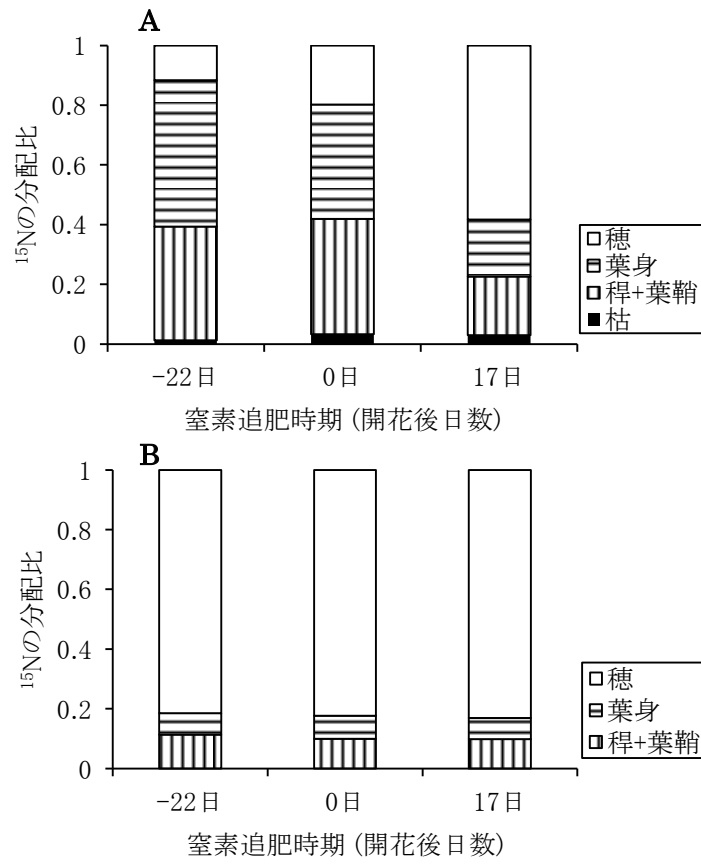 A
1
0.8
0.6
0.4
0.2
0
¹⁵Nの分配比
-22日 0日 17日
窒素追肥時期 (開花後日数)
穂
葉身
稈+葉鞘
枯
B
1
0.8
0.6
0.4
0.2
0
¹⁵Nの分配比
-22日 0日 17日
窒素追肥時期 (開花後日数)
穂
葉身
稈+葉鞘